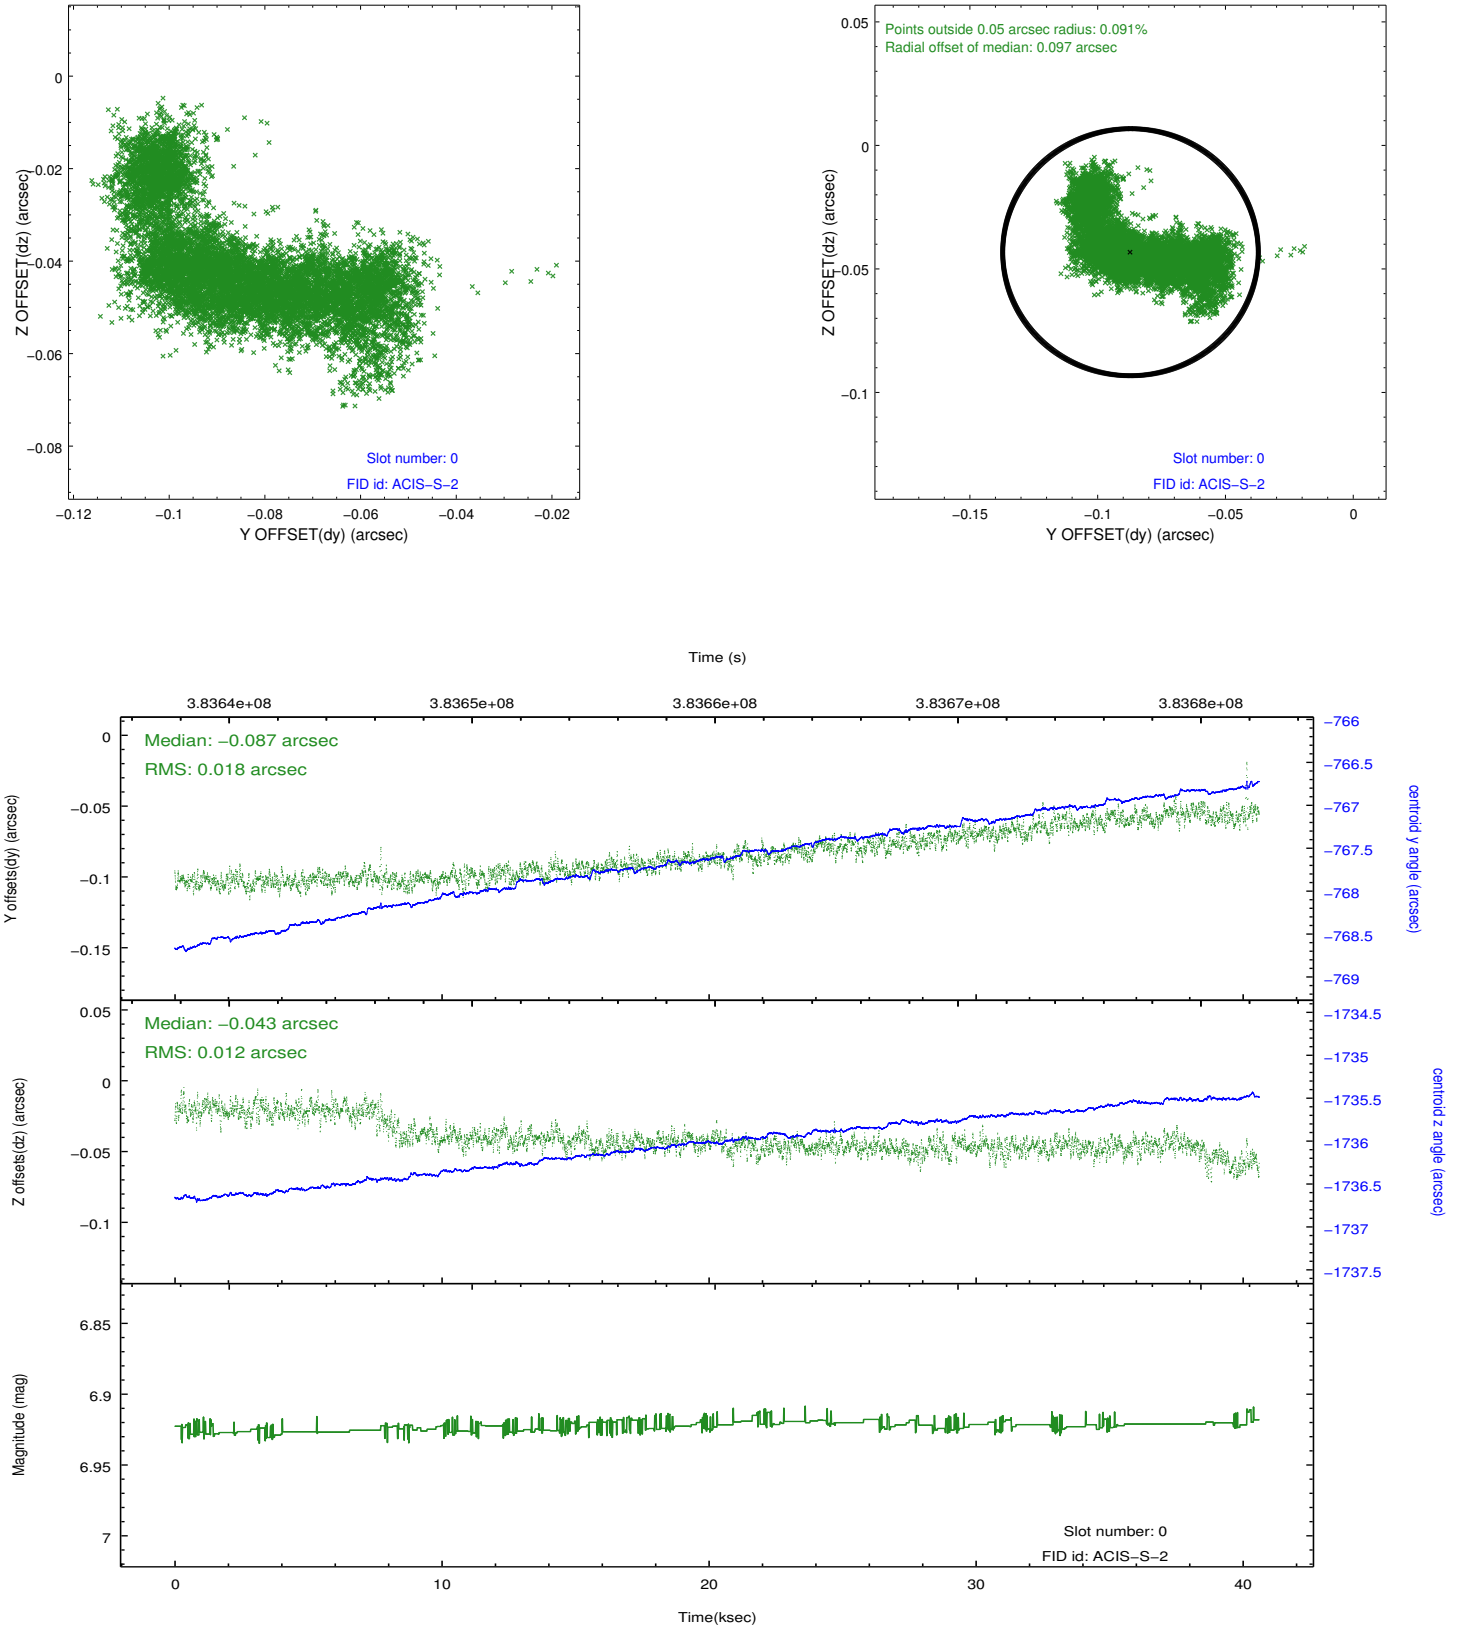 0
−0.02
−0.04
−0.06
−0.08
Z OFFSET(dz) (arcsec)
Slot number: 0
FID id: ACIS−S−2
−0.12
−0.1
−0.08
−0.06
−0.04
−0.02
Y OFFSET(dy) (arcsec)
Points outside 0.05 arcsec radius: 0.091%
Radial offset of median: 0.097 arcsec
0.05
0
−0.05
−0.1
Z OFFSET(dz) (arcsec)
Slot number: 0
FID id: ACIS−S−2
−0.15
−0.1
−0.05
0
Y OFFSET(dy) (arcsec)
Time (s)
3.8364e+08
3.8365e+08
3.8366e+08
3.8367e+08
3.8368e+08
Median: −0.087 arcsec
RMS: 0.018 arcsec
0
−0.05
−0.1
−0.15
Y offsets(dy) (arcsec)
−766
−766.5
−767
−767.5
−768
−768.5
−769
centroid y angle (arcsec)
Median: −0.043 arcsec
RMS: 0.012 arcsec
0.05
0
−0.05
−0.1
Z offsets(dz) (arcsec)
−1734.5
−1735
−1735.5
−1736
−1736.5
−1737
−1737.5
centroid z angle (arcsec)
6.85
6.9
6.95
7
Magnitude (mag)
Slot number: 0
FID id: ACIS−S−2
0
10
20
30
40
Time(ksec)